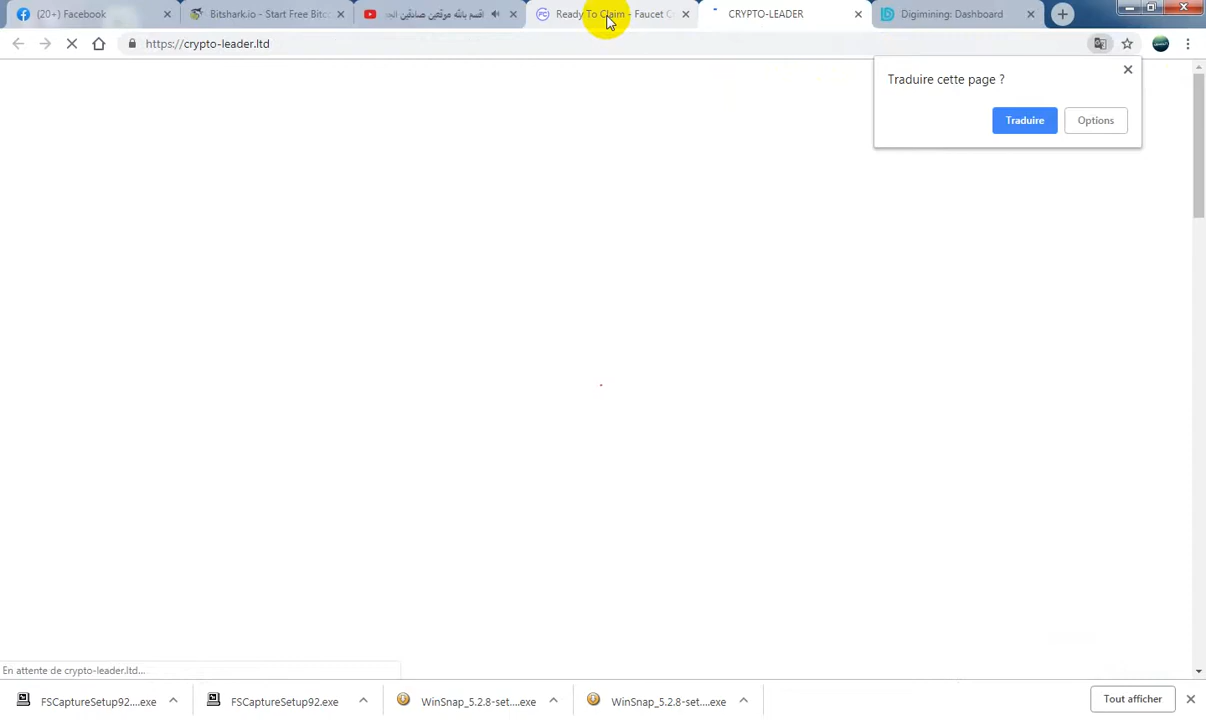 (20+) Facebook
Bitshark.io - Start Free Bitco
اقسم بالله موقعين صادقين الح
Ready To Claim - Faucet C
CRYPTO-LEADER
Digimining: Dashboard
https://crypto-leader.ltd
Traduire cette page ?
Traduire
Options
En attente de crypto-leader.ltd...
FSCaptureSetup92....exe
FSCaptureSetup92.exe
WinSnap_5.2.8-set....exe
WinSnap_5.2.8-set....exe
Tout afficher